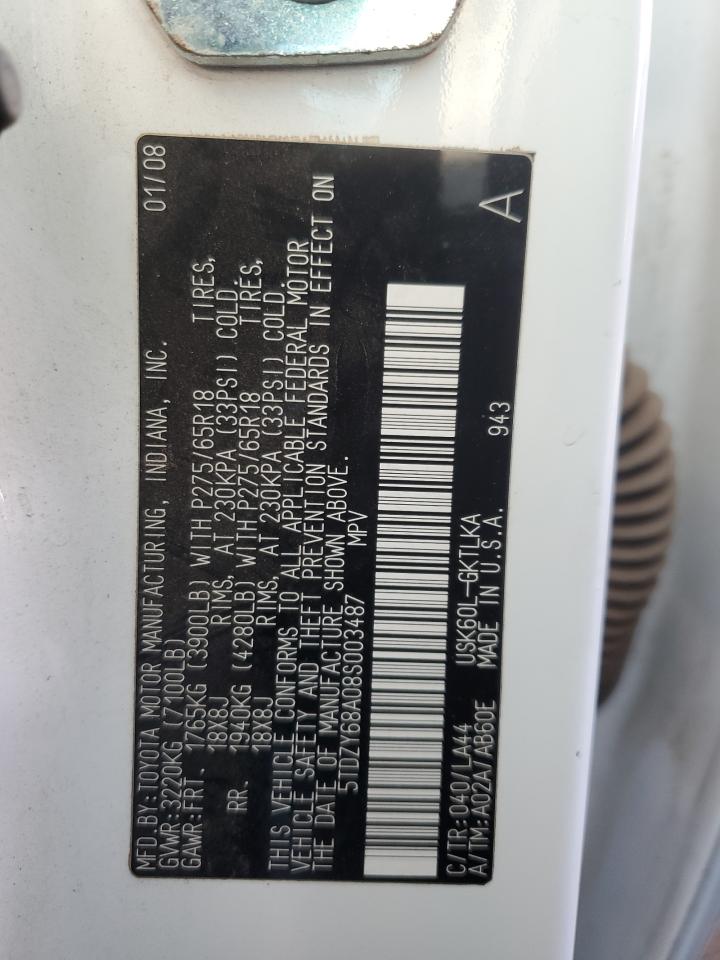 MFD.BY:TOYOTA MOTOR MANUFACTURING, INDIANA, INC. 01/08
GVWR:3220KG(7100LB)
GAWR:FRT. 1765KG (3900LB) WITH P275/65R18 TIRES,
18X8J RIMS, AT 230KPA (33PSI) COLD.
RR. 1940KG (4280LB) WITH P275/65R18 TIRES,
18X8J RIMS, AT 230KPA (33PSI) COLD.
THIS VEHICLE CONFORMS TO ALL APPLICABLE FEDERAL MOTOR
VEHICLE SAFETY AND THEFT PREVENTION STANDARDS IN EFFECT ON
THE DATE OF MANUFACTURE SHOWN ABOVE.
5TDZY68A08S003487 MPV
C/TR:040/LA44 USK60L-GKTLKA
A/TM:A02A/AB60E MADE IN U.S.A. 943 A